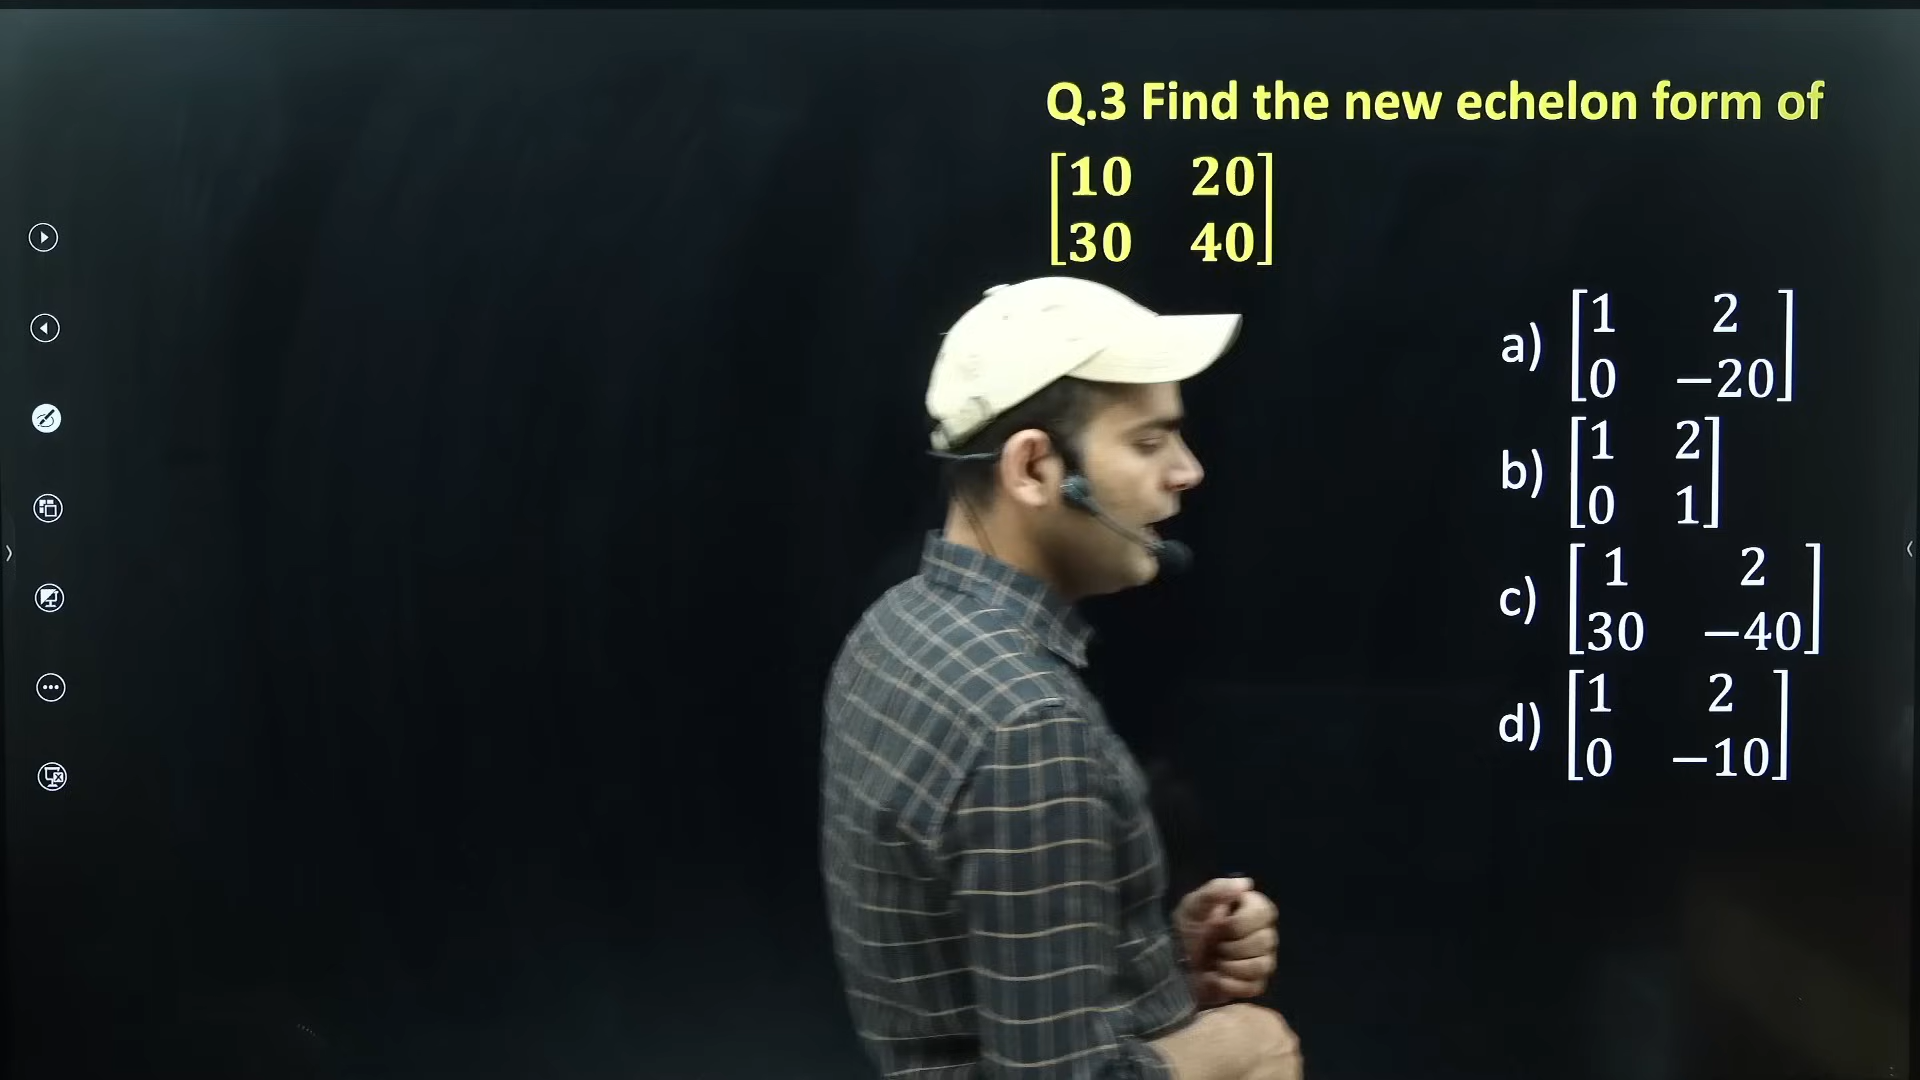 Q.3 Find the new echelon form of
[10 20]
[30 40]
a) [1 2]
[0 −20]
b) [1 2]
[0 1]
c) [1 2]
[30 −40]
d) [1 2]
[0 −10]